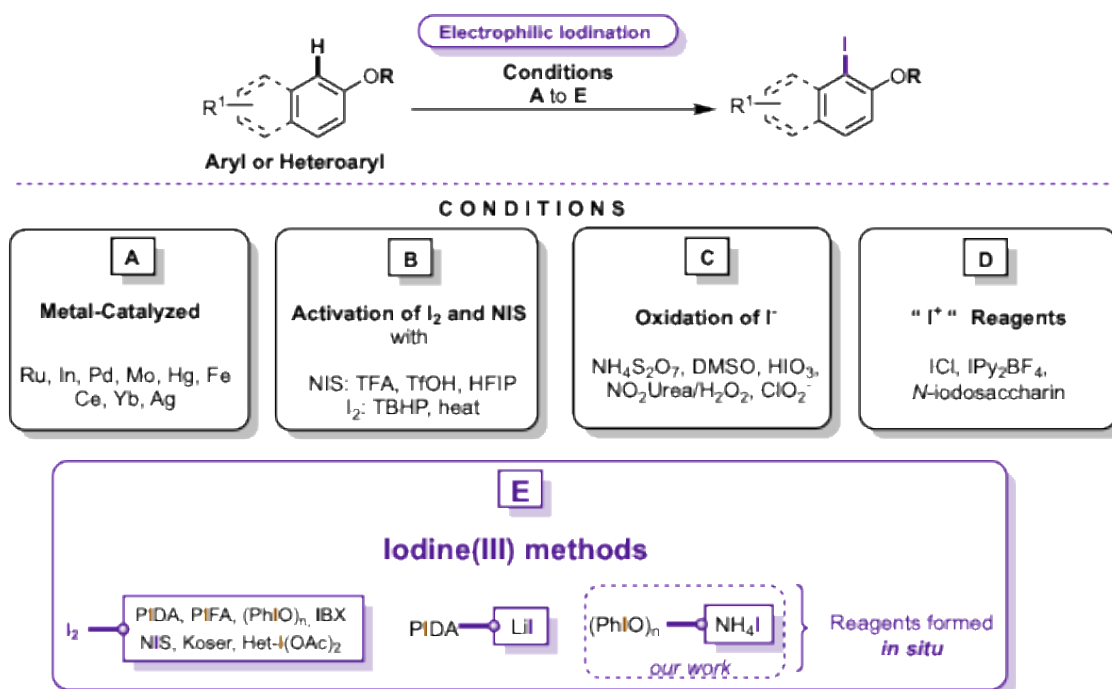 Electrophilic Iodination
H
OR
R¹
Conditions
A to E
I
OR
R¹
Aryl or Heteroaryl
CONDITIONS
A
Metal-Catalyzed
Ru, In, Pd, Mo, Hg, Fe
Ce, Yb, Ag
B
Activation of I₂ and NIS
with
NIS: TFA, TfOH, HFIP
I₂: TBHP, heat
C
Oxidation of I⁻
NH₄S₂O₇, DMSO, HIO₃,
NO₂Urea/H₂O₂, ClO₂⁻
D
" I⁺ " Reagents
ICl, IPy₂BF₄,
N-iodosaccharin
E
Iodine(III) methods
I₂
PIDA, PIFA, (PhIO)ₙ, IBX
NIS, Koser, Het-I(OAc)₂
PIDA
LiI
(PhIO)ₙ
NH₄I
our work
Reagents formed
in situ